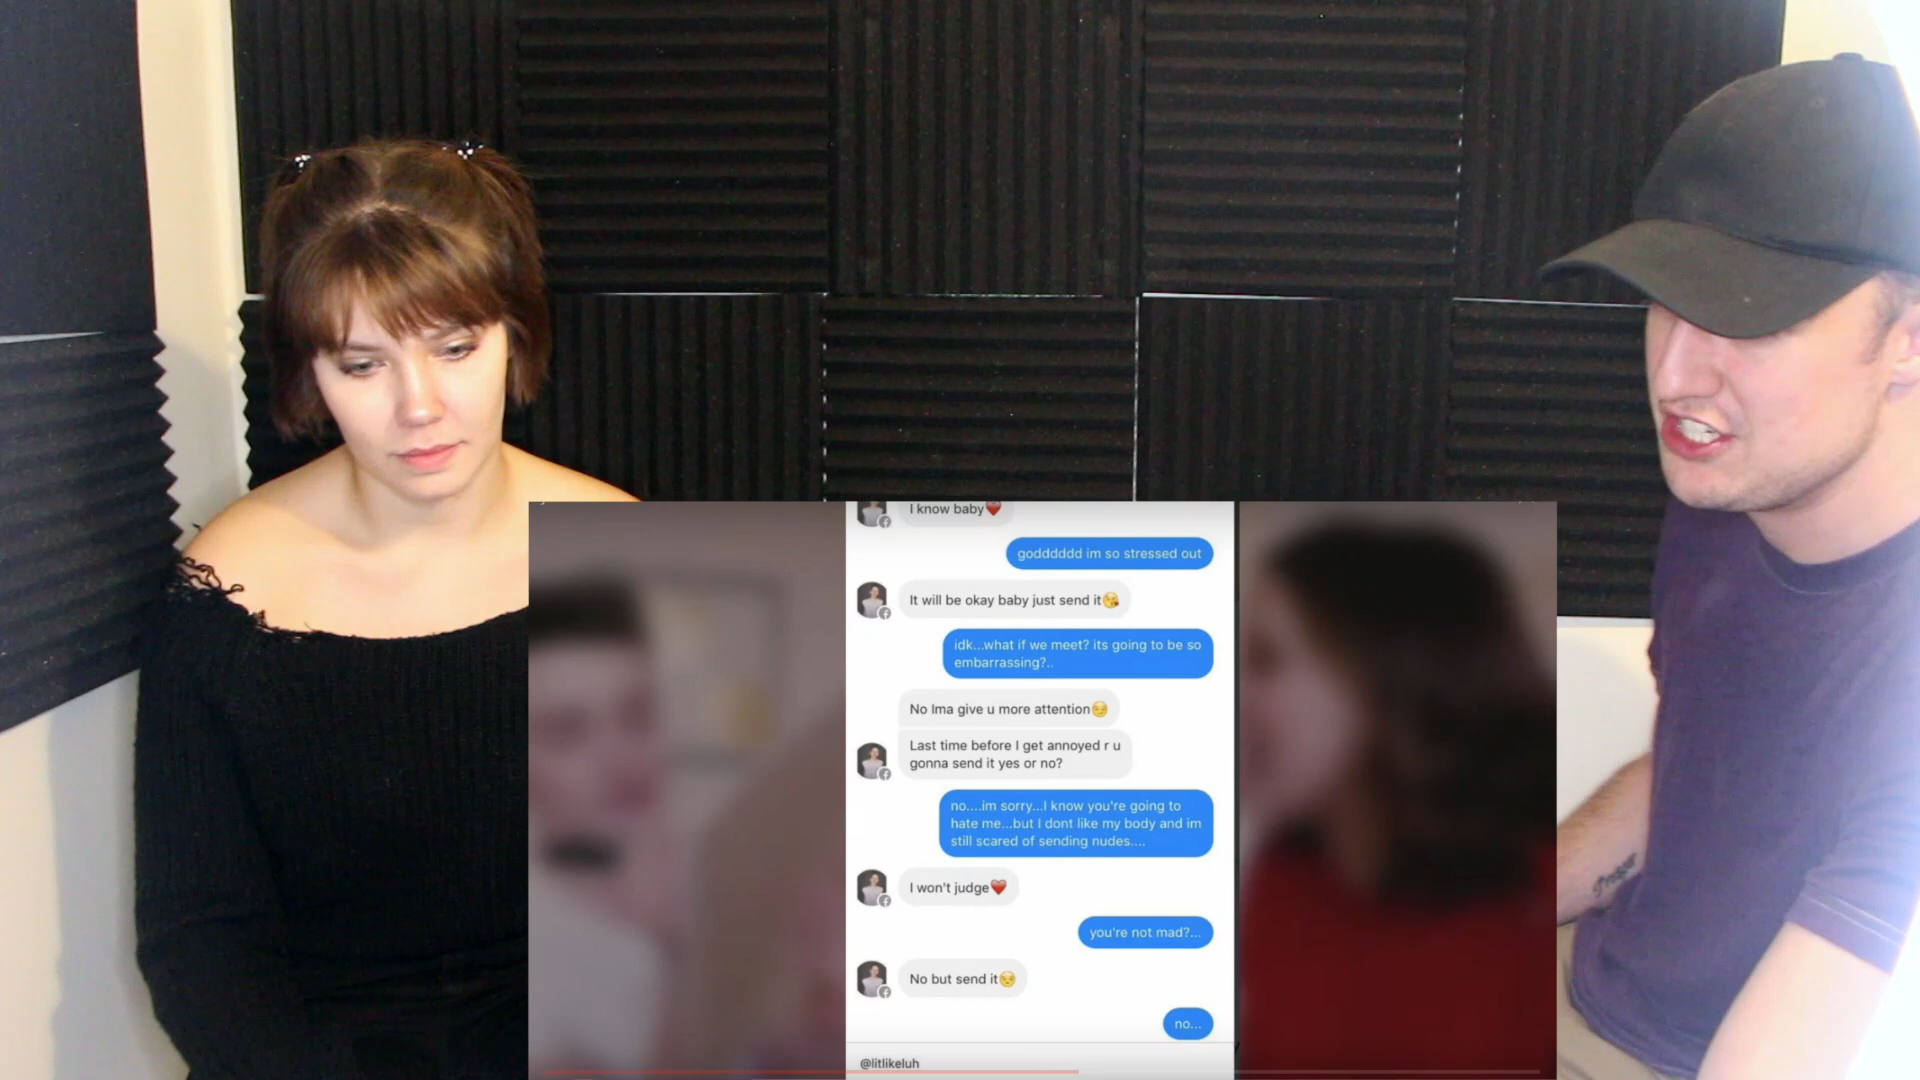 I know baby❤️
godddddd im so stressed out
It will be okay baby just send it😘
idk...what if we meet? its going to be so
embarrassing?..
No Ima give u more attention😏
Last time before I get annoyed r u
gonna send it yes or no?
no....im sorry...I know you're going to
hate me...but I dont like my body and im
still scared of sending nudes....
I won't judge❤️
you're not mad?...
No but send it😒
no...
@litlikeluh